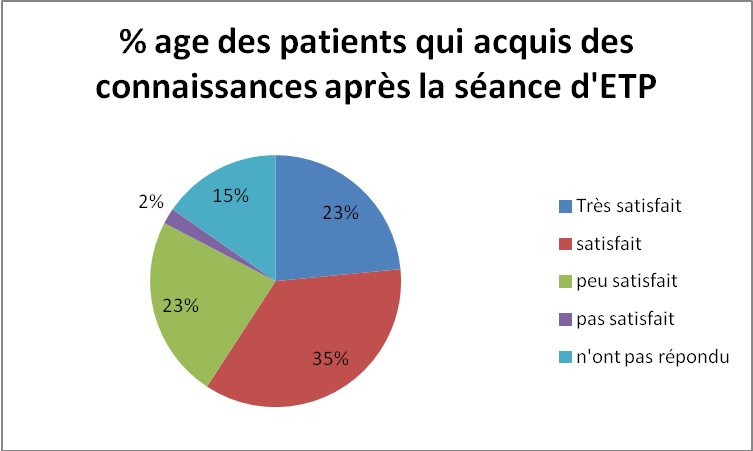 % age des patients qui acquis des
connaissances après la séance d'ETP
15%
23%
2%
23%
35%
Très satisfait
satisfait
peu satisfait
pas satisfait
n'ont pas répondu